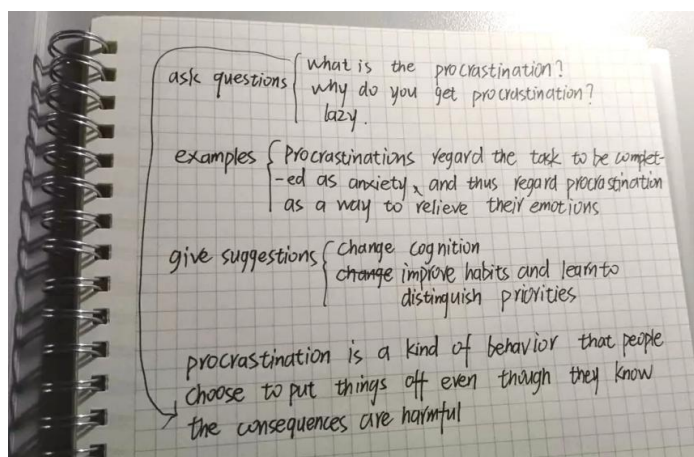 ask questions
what is the procrastination?
why do you get procrastination?
lazy.
examples
Procrastinations regard the task to be complet-
-ed as anxiety, and thus regard procrastination
as a way to relieve their emotions
give suggestions
change cognition
change improve habits and learn to
distinguish priorities
procrastination is a kind of behavior that people
choose to put things off even though they know
the consequences are harmful